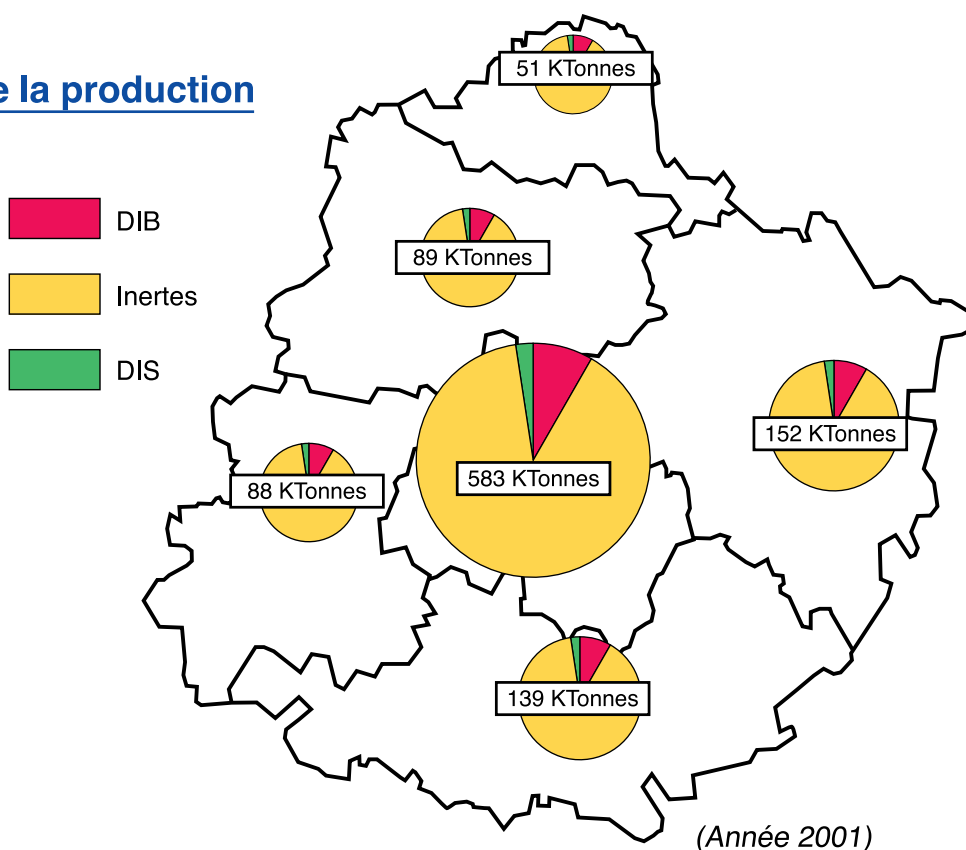 51 KTonnes
e la production
DIB
89 KTonnes
Inertes
DIS
152 KTonnes
583 KTonnes
88 KTonnes
139 KTonnes
(Année 2001)